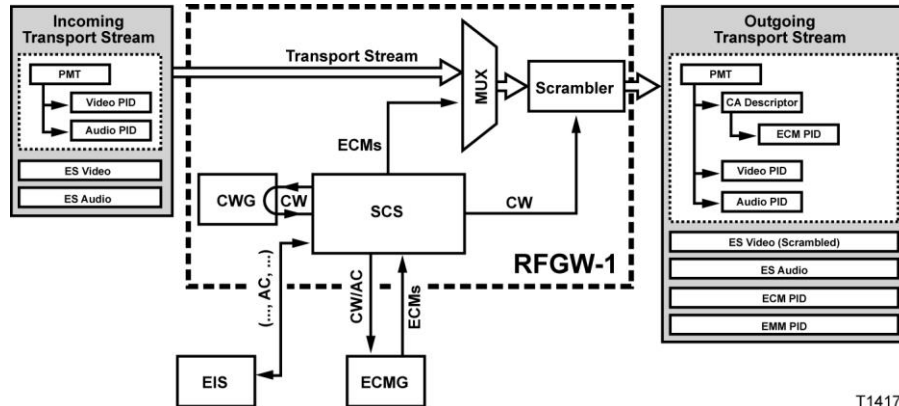 Incoming
Transport Stream
PMT
Video PID
Audio PID
ES Video
ES Audio
Transport Stream
MUX
Scrambler
ECMs
CWG
CW
SCS
CW
RFGW-1
(..., AC, ...)
CW/AC
ECMs
EIS
ECMG
Outgoing
Transport Stream
PMT
CA Descriptor
ECM PID
Video PID
Audio PID
ES Video (Scrambled)
ES Audio
ECM PID
EMM PID
T1417